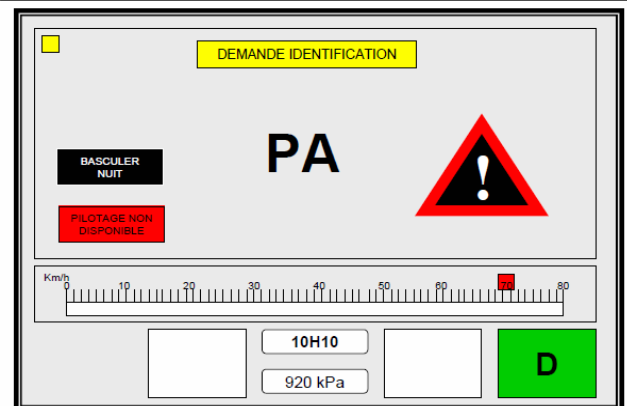 DEMANDE IDENTIFICATION
PA
!
BASCULER
NUIT
PILOTAGE NON
DISPONIBLE
Km/h
0 10 20 30 40 50 60 70 80
10H10
920 kPa
D